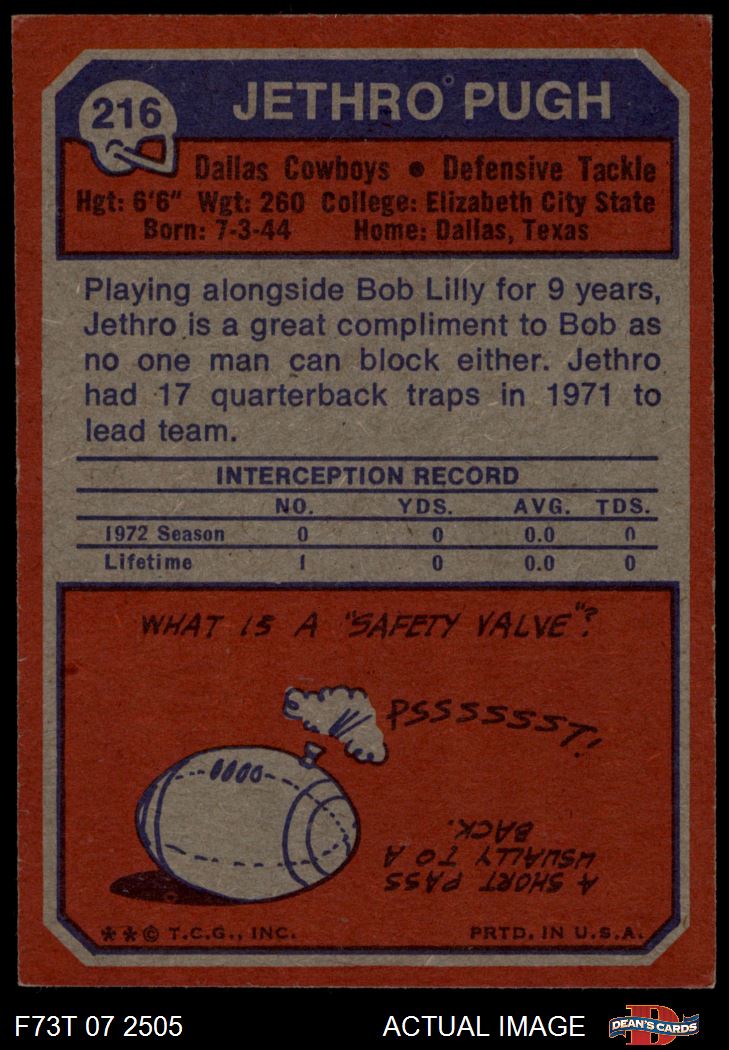 216
JETHRO PUGH
Dallas Cowboys • Defensive Tackle
Hgt: 6'6" Wgt: 260 College: Elizabeth City State
Born: 7-3-44 Home: Dallas, Texas
Playing alongside Bob Lilly for 9 years,
Jethro is a great compliment to Bob as
no one man can block either. Jethro
had 17 quarterback traps in 1971 to
lead team.
INTERCEPTION RECORD
NO. YDS. AVG. TDS.
1972 Season 0 0 0.0 0
Lifetime 1 0 0.0 0
WHAT IS A "SAFETY VALVE"?
PSSSSSST!
A SHORT PASS
USUALLY TO A
BACK.
**© T.C.G., INC. PRTD. IN U.S.A.
F73T 07 2505 ACTUAL IMAGE D DEAN'S CARDS